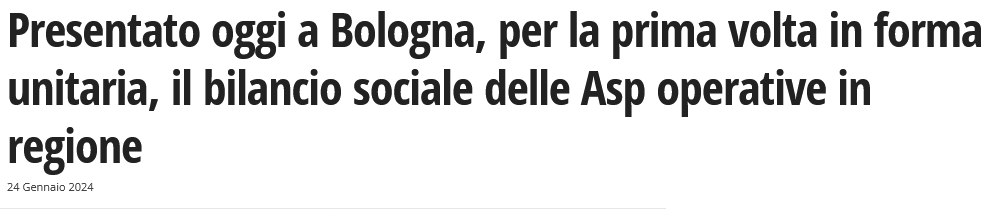 Presentato oggi a Bologna, per la prima volta in forma
unitaria, il bilancio sociale delle Asp operative in
regione
24 Gennaio 2024